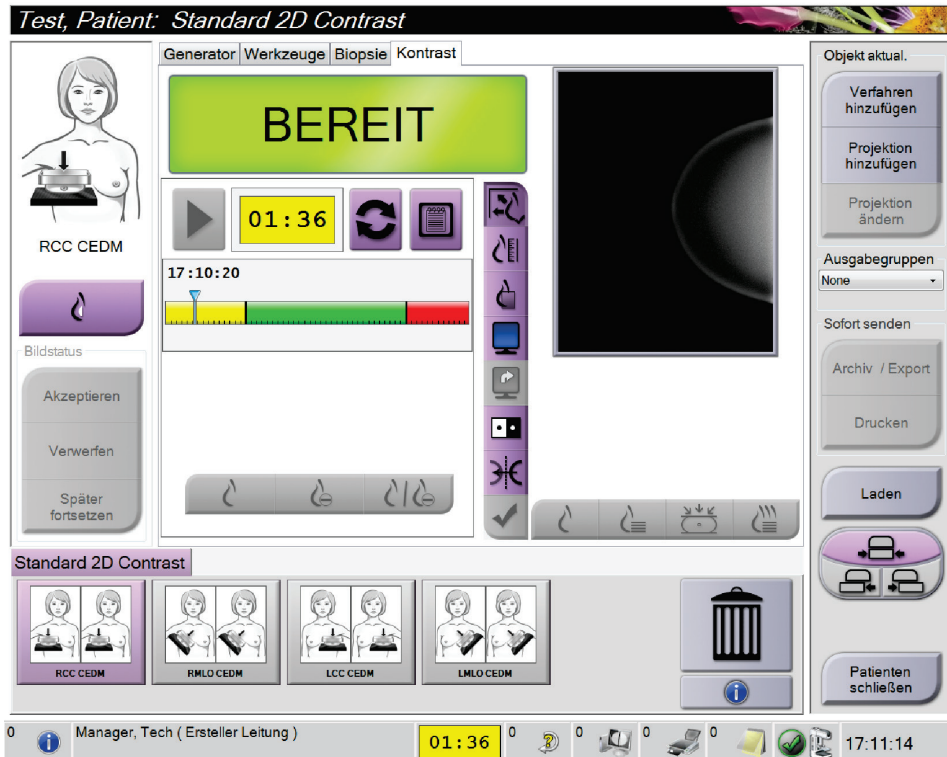 Test, Patient: Standard 2D Contrast
Generator Werkzeuge Biopsie Kontrast
BEREIT
RCC CEDM
01:36
17:10:20
Bildstatus
Akzeptieren
Verwerfen
Später
fortsetzen
Objekt aktual.
Verfahren
hinzufügen
Projektion
hinzufügen
Projektion
ändern
Ausgabegruppen
None
Sofort senden
Archiv / Export
Drucken
Laden
Patienten
schließen
Standard 2D Contrast
RCC CEDM
RMLO CEDM
LCC CEDM
LMLO CEDM
0 Manager, Tech ( Ersteller Leitung ) 01:36 0 0 0 0 17:11:14